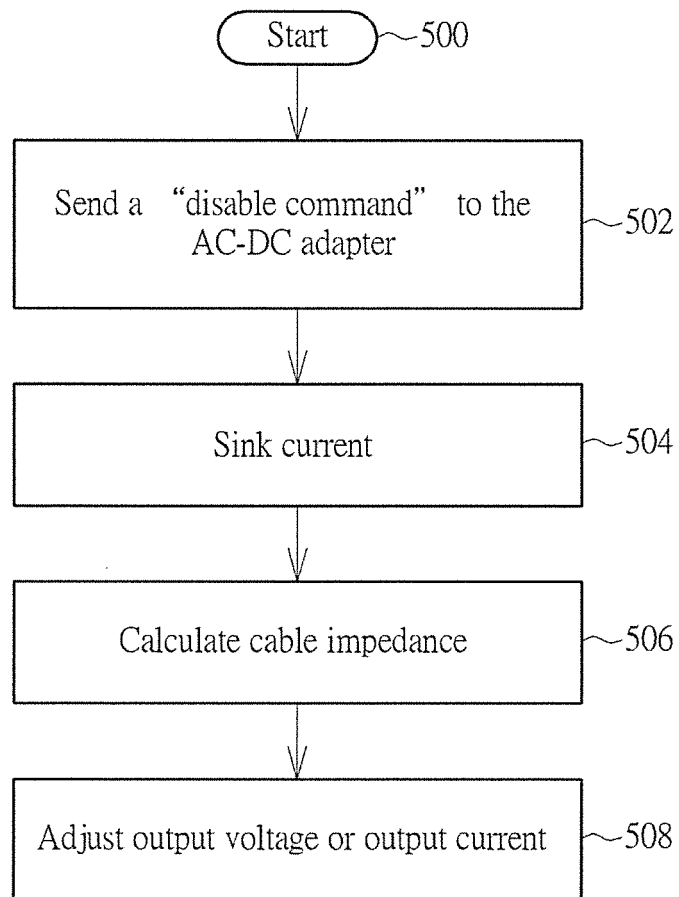 Start 500
Send a “disable command” to the
AC-DC adapter
502
Sink current 504
Calculate cable impedance 506
Adjust output voltage or output current 508